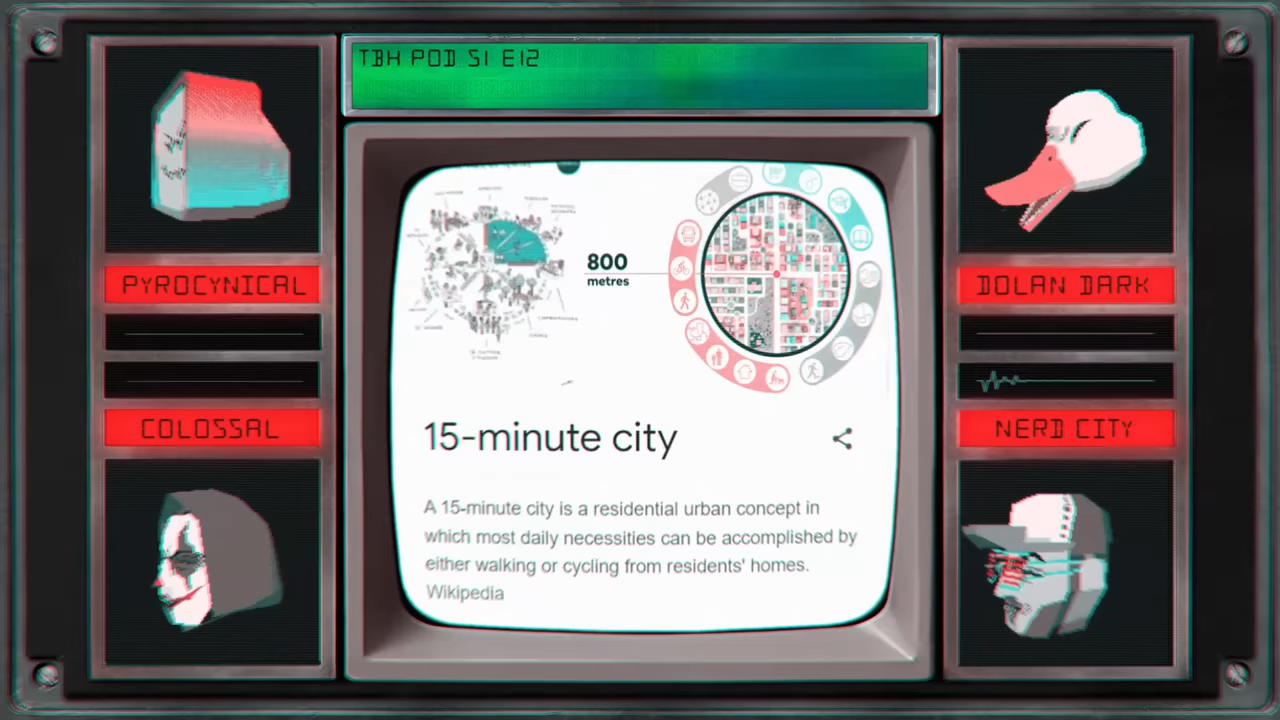 TBH POD S1 E12
PYROCYNICAL
DOLAN DARK
COLOSSAL
NERD CITY
800
metres
15-minute city
A 15-minute city is a residential urban concept in
which most daily necessities can be accomplished by
either walking or cycling from residents' homes.
Wikipedia